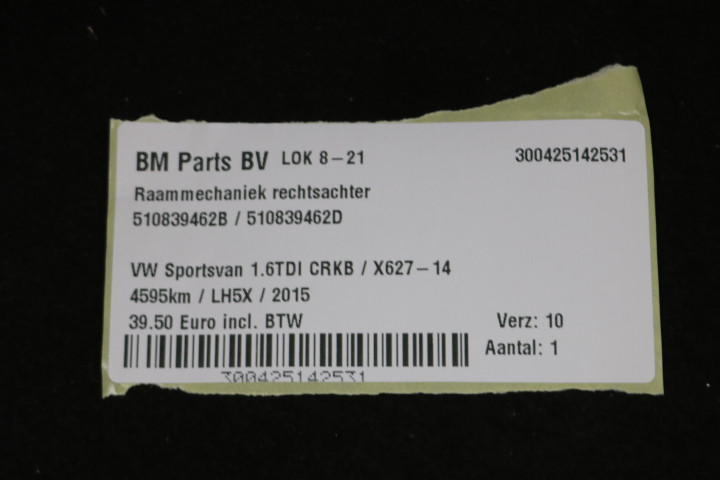 BM Parts BV LOK 8-21 300425142531
Raammechaniek rechtsachter
510839462B / 510839462D
VW Sportsvan 1.6TDI CRKB / X627-14
4595km / LH5X / 2015
39.50 Euro incl. BTW Verz: 10
Aantal: 1
300425142531